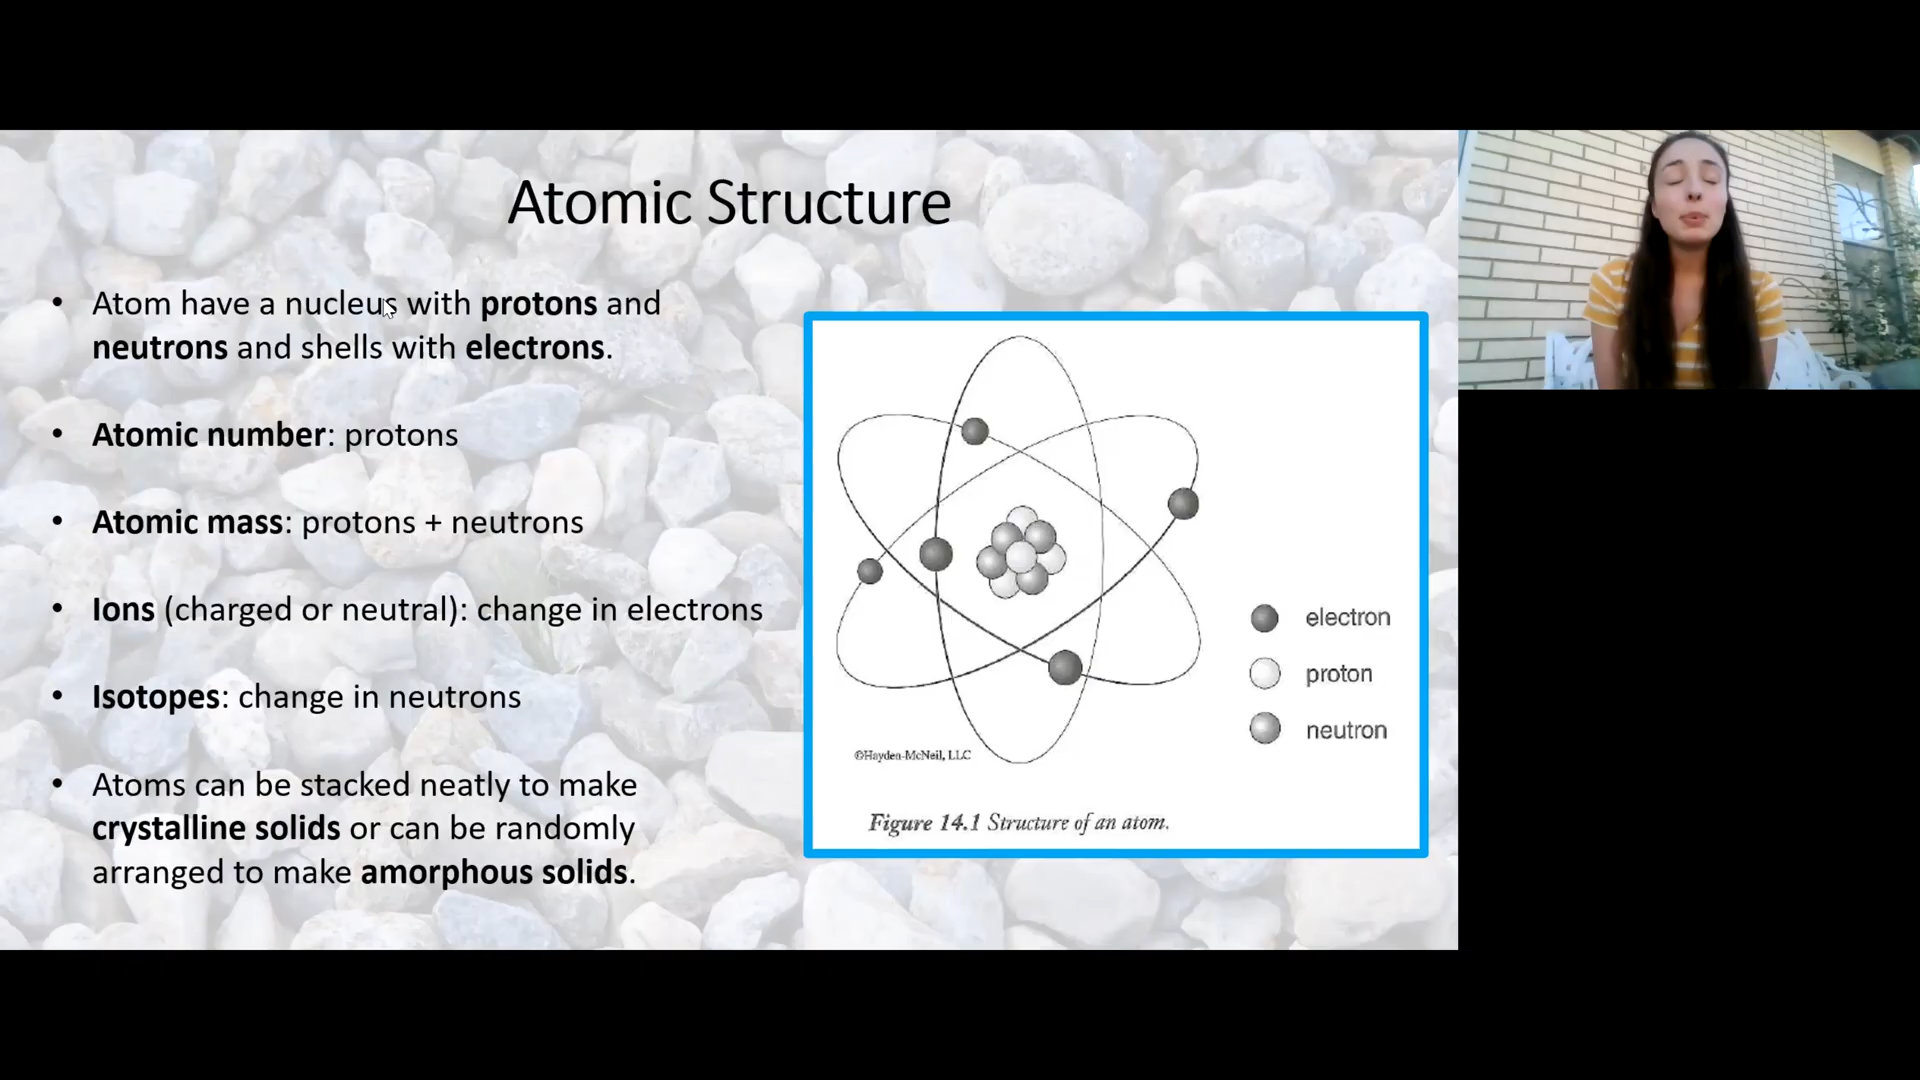 Atomic Structure
• Atom have a nucleus with protons and
neutrons and shells with electrons.
• Atomic number: protons
• Atomic mass: protons + neutrons
• Ions (charged or neutral): change in electrons
• Isotopes: change in neutrons
• Atoms can be stacked neatly to make
crystalline solids or can be randomly
arranged to make amorphous solids.
electron
proton
neutron
©Hayden-McNeil, LLC
Figure 14.1 Structure of an atom.